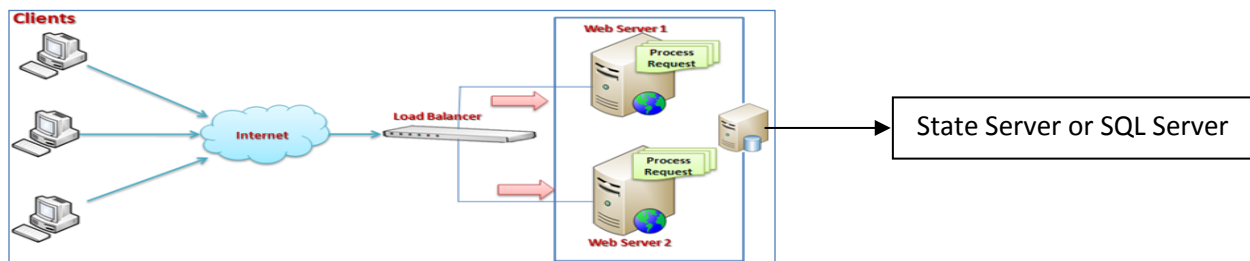 Clients
Web Server 1
Process
Request
Load Balancer
Internet
State Server or SQL Server
Process
Request
Web Server 2